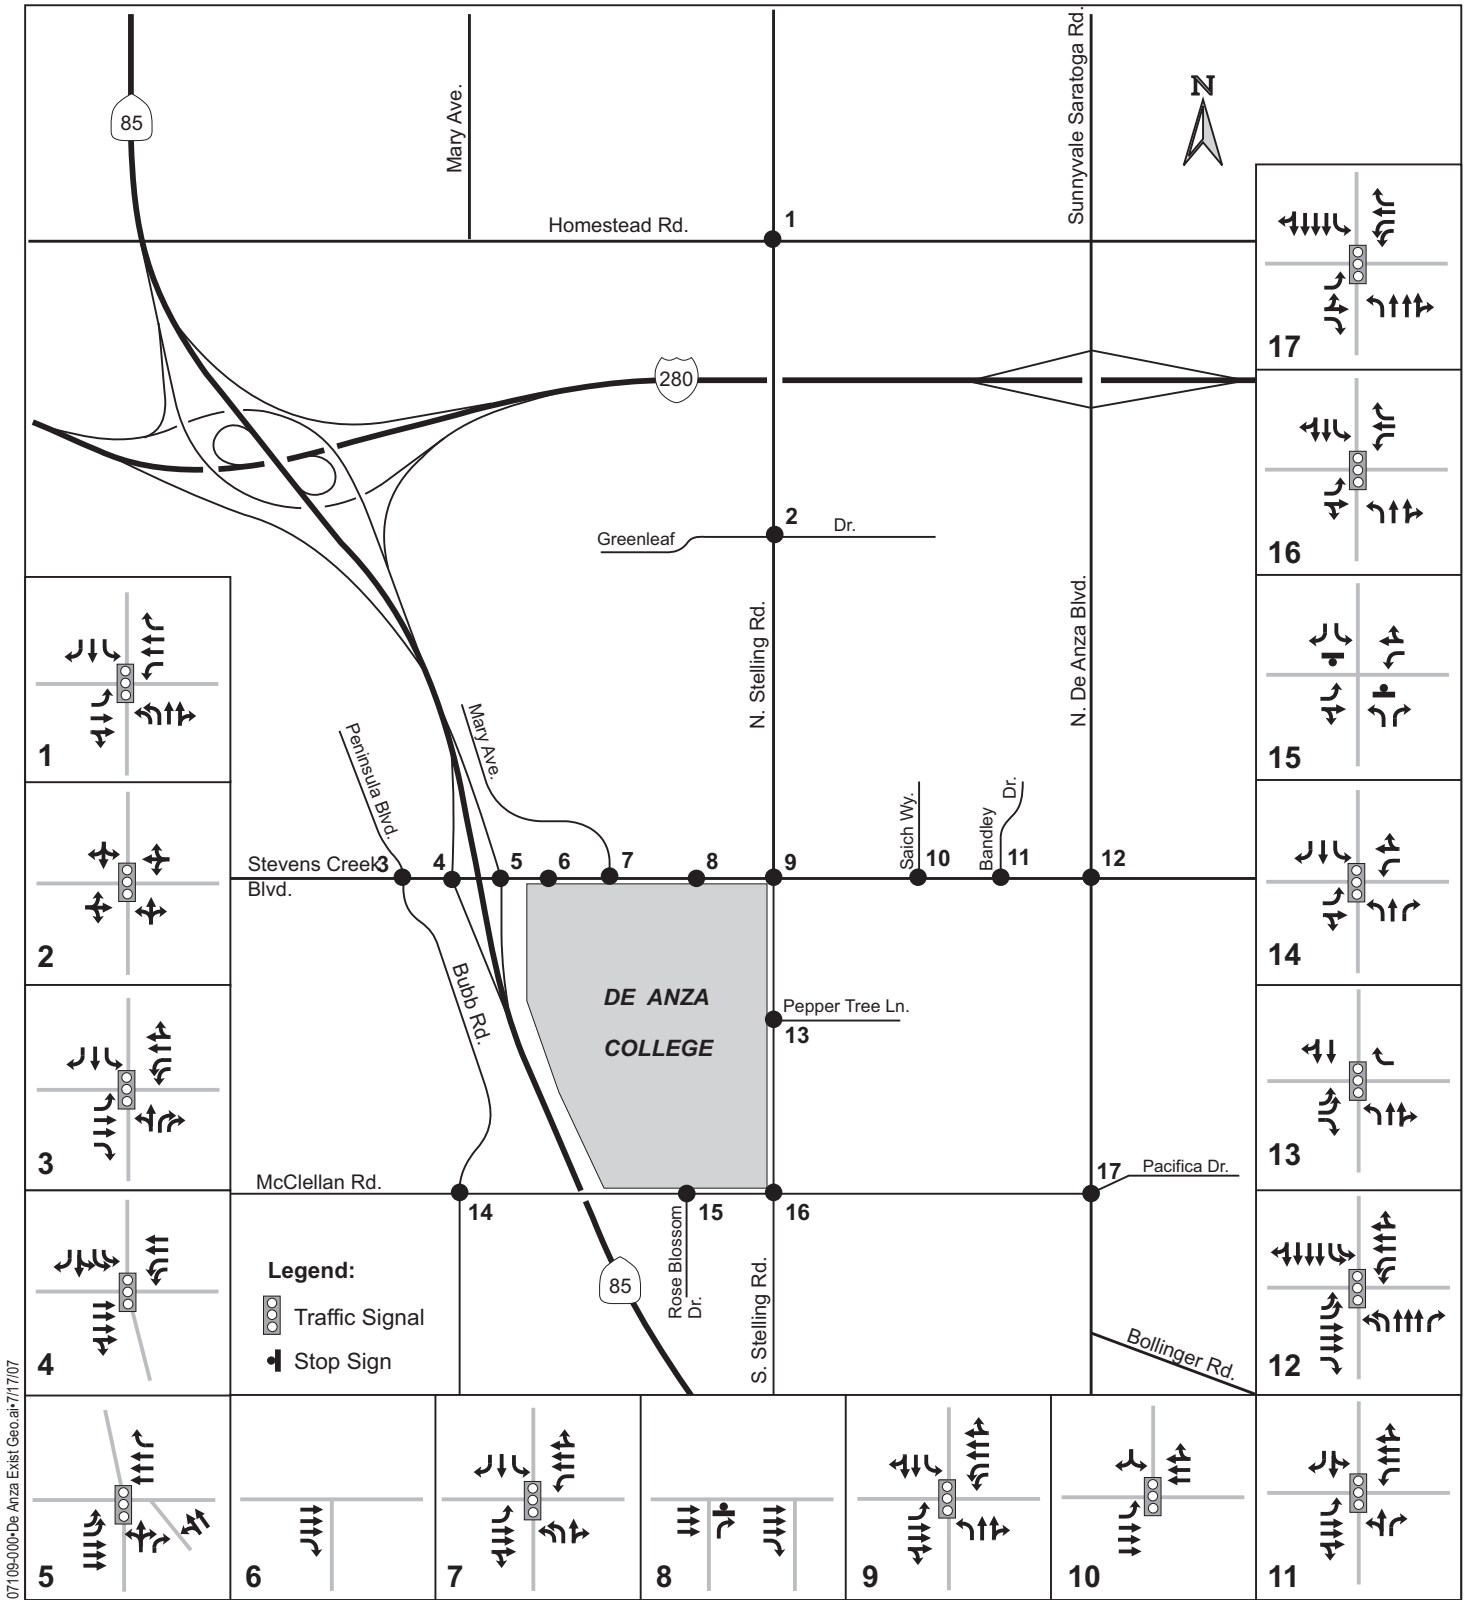 Mary Ave.
Sunnyvale Saratoga Rd.
N
85
Homestead Rd.
1
280
2
Greenleaf
Dr.
N. Stelling Rd.
N. De Anza Blvd.
Peninsula Blvd.
Mary Ave.
Saich Wy.
Bandley
Dr.
Stevens Creek
Blvd.
3
4
5
6
7
8
9
10
11
12
Bubb Rd.
DE ANZA
COLLEGE
Pepper Tree Ln.
13
McClellan Rd.
14
15
16
17
Pacifica Dr.
Rose Blossom
Dr.
S. Stelling Rd.
85
Bollinger Rd.
Legend:
Traffic Signal
Stop Sign
1
2
3
4
5
6
7
8
9
10
11
12
13
14
15
16
17
07109-000•De Anza Exist Geo.ai•7/17/07